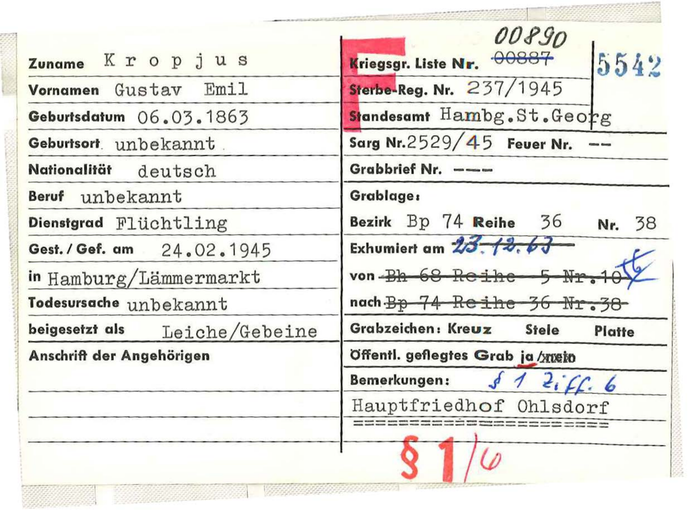 00890
Zuname K r o p j u s
Kriegsgr. Liste Nr. 00887
5542
Vornamen Gustav Emil
Sterbe-Reg. Nr. 237/1945
Geburtsdatum 06.03.1863
Standesamt Hambg.St.Georg
Geburtsort unbekannt
Sarg Nr. 2529/45 Feuer Nr. --
Nationalität deutsch
Grabbrief Nr. ---
Beruf unbekannt
Grablage:
Dienstgrad Flüchtling
Bezirk Bp 74 Reihe 36 Nr. 38
Gest. / Gef. am 24.02.1945
Exhumiert am 23.12.63
in Hamburg/Lämmermarkt
von Bh 68 Reihe 5 Nr.10
Todesursache unbekannt
nach Bp 74 Reihe 36 Nr.38
beigesetzt als Leiche/Gebeine
Grabzeichen: Kreuz Stele Platte
Anschrift der Angehörigen
Öffentl. geflegtes Grab ja/nein
Bemerkungen: § 1 Ziff. 6
Hauptfriedhof Ohlsdorf
§ 1/6
F